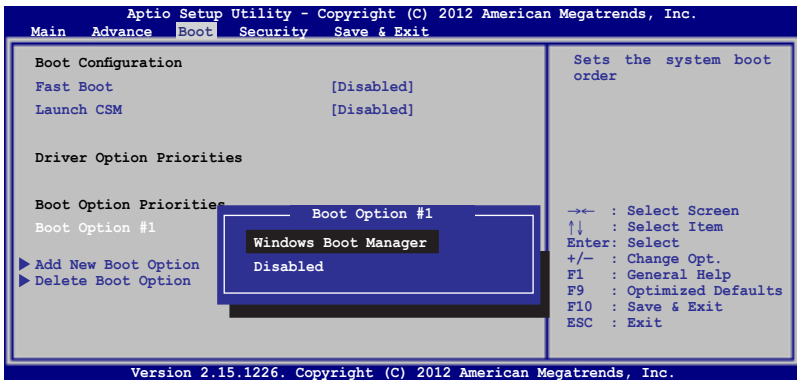 Aptio Setup Utility - Copyright (C) 2012 American Megatrends, Inc.
Main Advance Boot Security Save & Exit
Boot Configuration
Fast Boot [Disabled]
Launch CSM [Disabled]
Driver Option Priorities
Boot Option Priorities
Boot Option #1
Add New Boot Option
Delete Boot Option
Boot Option #1
Windows Boot Manager
Disabled
Sets the system boot
order
→← : Select Screen
↑↓ : Select Item
Enter: Select
+/— : Change Opt.
F1 : General Help
F9 : Optimized Defaults
F10 : Save & Exit
ESC : Exit
Version 2.15.1226. Copyright (C) 2012 American Megatrends, Inc.